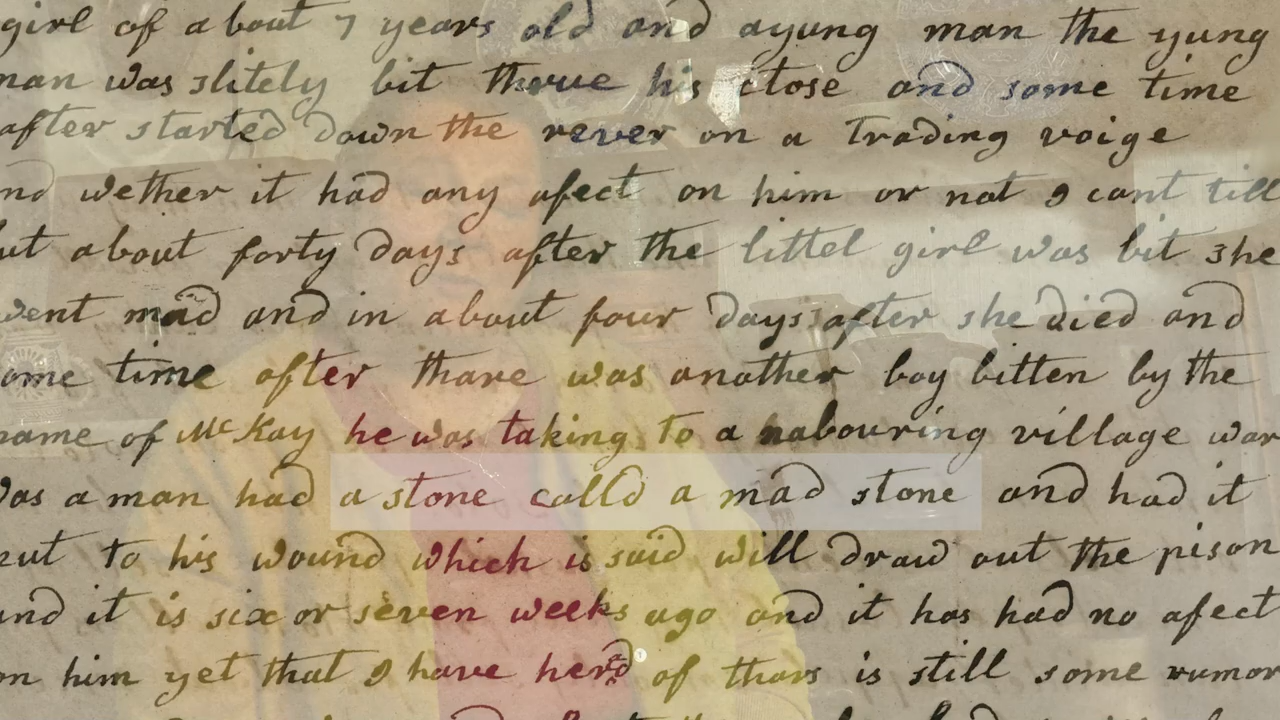 girl of about 7 years old and ayung man the yung
man was slitely bit throue his close and some time
after started down the rever on a trading voige
nd wether it had any afect on him or not I cant till
ut about forty days after the littel girl was bit she
went mad and in about four days after she died and
ome time after thare was another boy bitten by the
name of McKay he was taking to a nabouring village war
was a man had a stone calld a mad stone and had it
put to his wound which is said will draw out the pison
and it is six or seven weeks ago and it has had no afect
on him yet that I have herd of thars is still some rumor